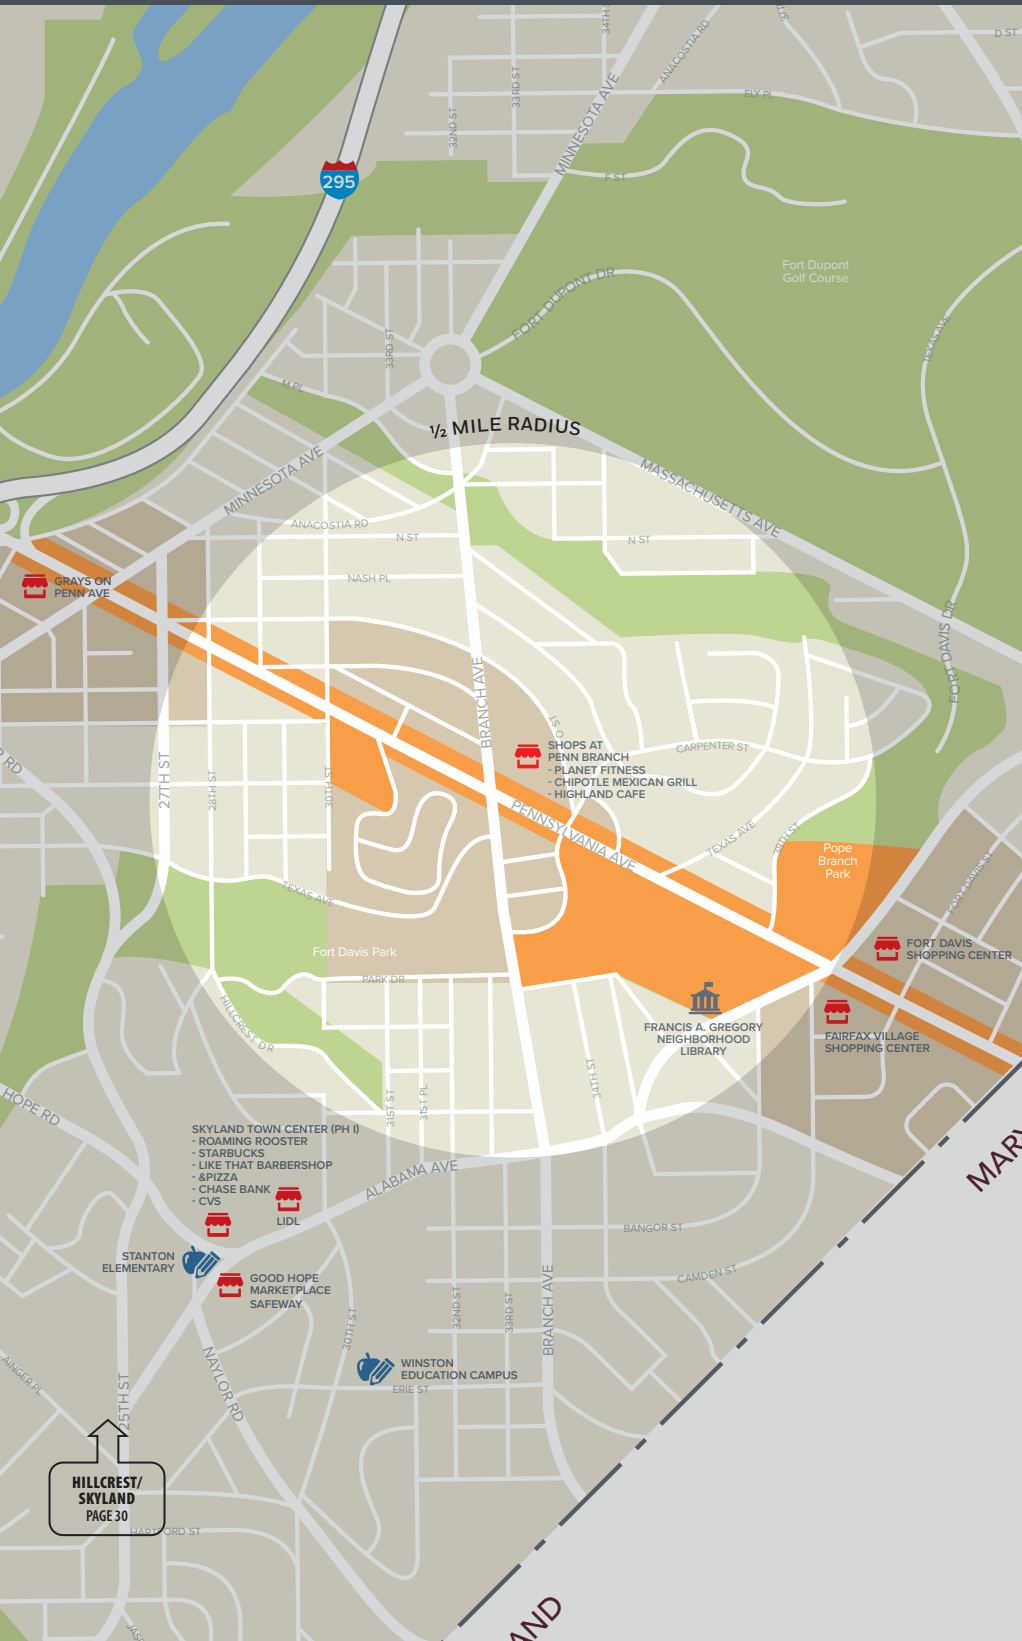 D ST
34TH S
37T
ANACOSTIA RD
33RD ST
ELY PL
32ND ST
MINNESOTA AVE
F ST
295
Fort Dupont
Golf Course
FORT DUPONT DR
TEXAS AVE
33RD ST
M PL
½ MILE RADIUS
MINNESOTA AVE
MASSACHUSETTS AVE
ANACOSTIA RD
N ST
N ST
NASH PL
GRAYS ON
PENN AVE
FORT DAVIS DR
BRANCH AVE
O ST
SHOPS AT
PENN BRANCH
- PLANET FITNESS
- CHIPOTLE MEXICAN GRILL
- HIGHLAND CAFE
CARPENTER ST
R RD
27TH ST
28TH ST
30TH ST
PENNSYLVANIA AVE
TEXAS AVE
38TH ST
Pope
Branch
Park
FORT DAVIS ST
TEXAS AVE
Fort Davis Park
FORT DAVIS
SHOPPING CENTER
PARK DR
HILLCREST DR
FRANCIS A. GREGORY
NEIGHBORHOOD
LIBRARY
FAIRFAX VILLAGE
SHOPPING CENTER
34TH ST
31ST ST
31ST PL
HOPE RD
SKYLAND TOWN CENTER (PH I)
- ROAMING ROOSTER
- STARBUCKS
- LIKE THAT BARBERSHOP
- &PIZZA
- CHASE BANK
- CVS
LIDL
ALABAMA AVE
MARY
BANGOR ST
STANTON
ELEMENTARY
GOOD HOPE
MARKETPLACE
SAFEWAY
CAMDEN ST
32ND ST
33RD ST
BRANCH AVE
30TH ST
NAYLOR RD
WINSTON
EDUCATION CAMPUS
ERIE ST
AINGER PL
25TH ST
HILLCREST/
SKYLAND
PAGE 30
HARTFORD ST
JAS
AND